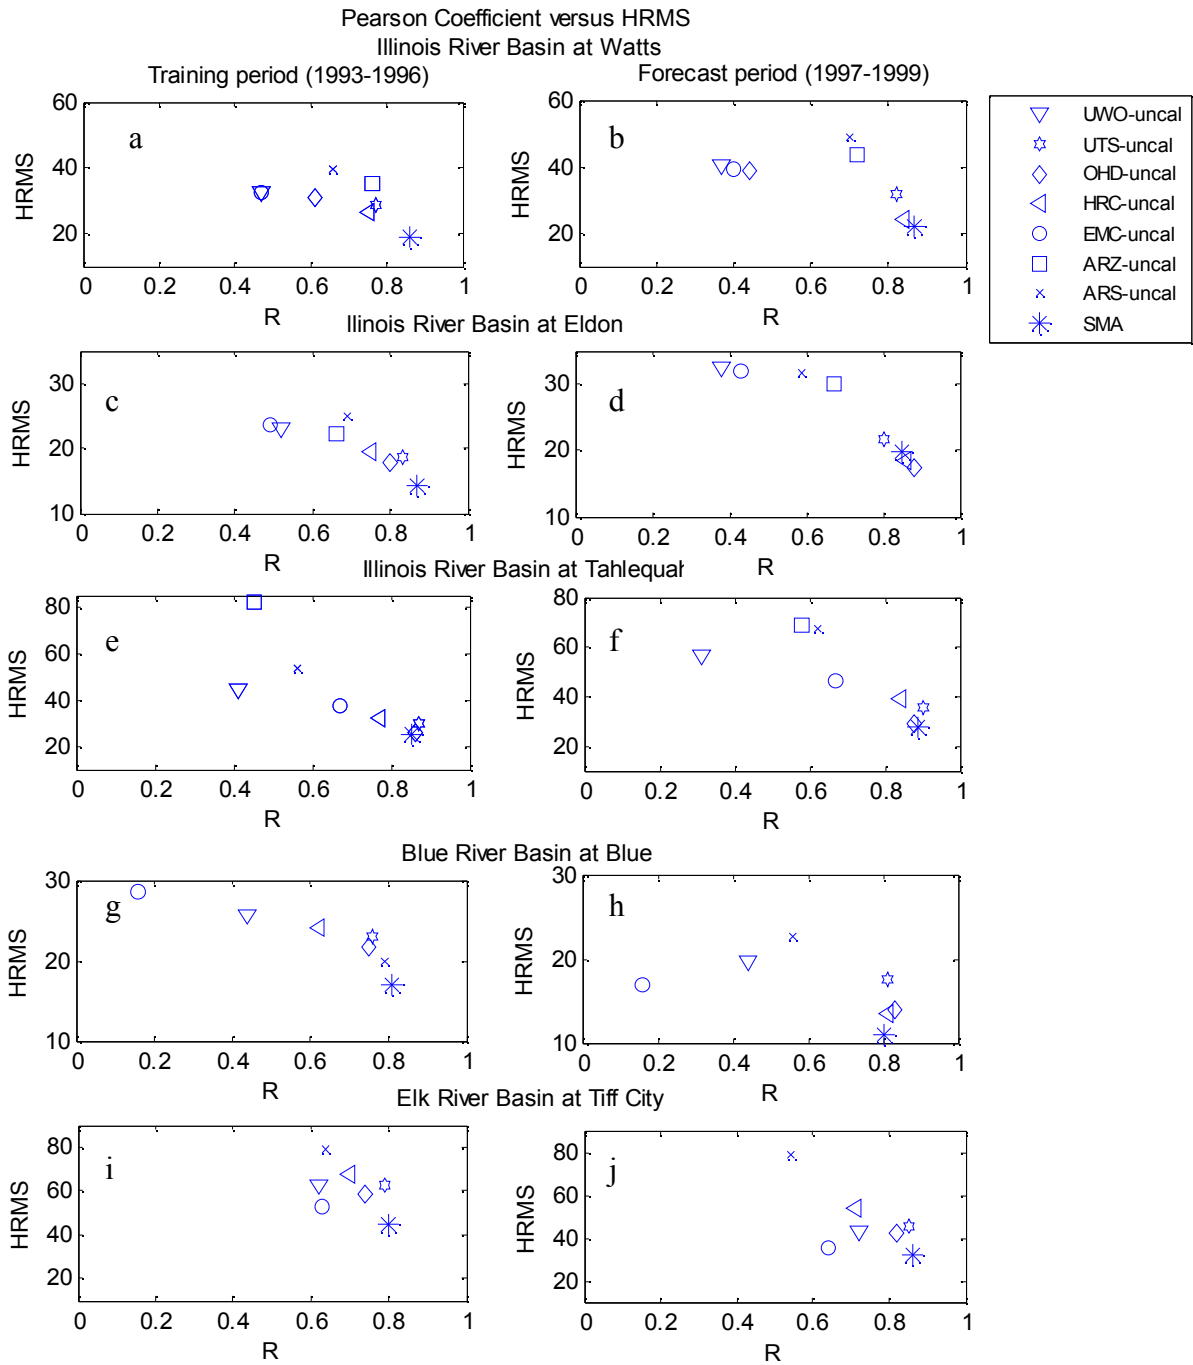 Pearson Coefficient versus HRMS
Illinois River Basin at Watts
Training period (1993-1996)
Forecast period (1997-1999)
60
40
20
HRMS
a
0 0.2 0.4 0.6 0.8 1
R
60
40
20
HRMS
b
0 0.2 0.4 0.6 0.8 1
R
UWO-uncal
UTS-uncal
OHD-uncal
HRC-uncal
EMC-uncal
ARZ-uncal
ARS-uncal
SMA
Ilinois River Basin at Eldon
30
20
10
HRMS
c
0 0.2 0.4 0.6 0.8 1
R
30
20
10
HRMS
d
0 0.2 0.4 0.6 0.8 1
R
Illinois River Basin at Tahlequah
80
60
40
20
HRMS
e
0 0.2 0.4 0.6 0.8 1
R
80
60
40
20
HRMS
f
0 0.2 0.4 0.6 0.8 1
R
Blue River Basin at Blue
30
20
10
HRMS
g
0 0.2 0.4 0.6 0.8 1
R
30
20
10
HRMS
h
0 0.2 0.4 0.6 0.8 1
R
Elk River Basin at Tiff City
80
60
40
20
HRMS
i
0 0.2 0.4 0.6 0.8 1
R
80
60
40
20
HRMS
j
0 0.2 0.4 0.6 0.8 1
R